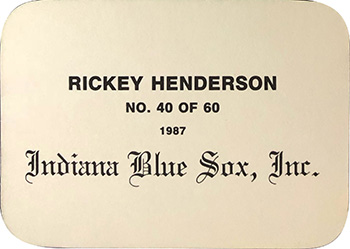 RICKEY HENDERSON
NO. 40 OF 60
1987
Indiana Blue Sox, Inc.